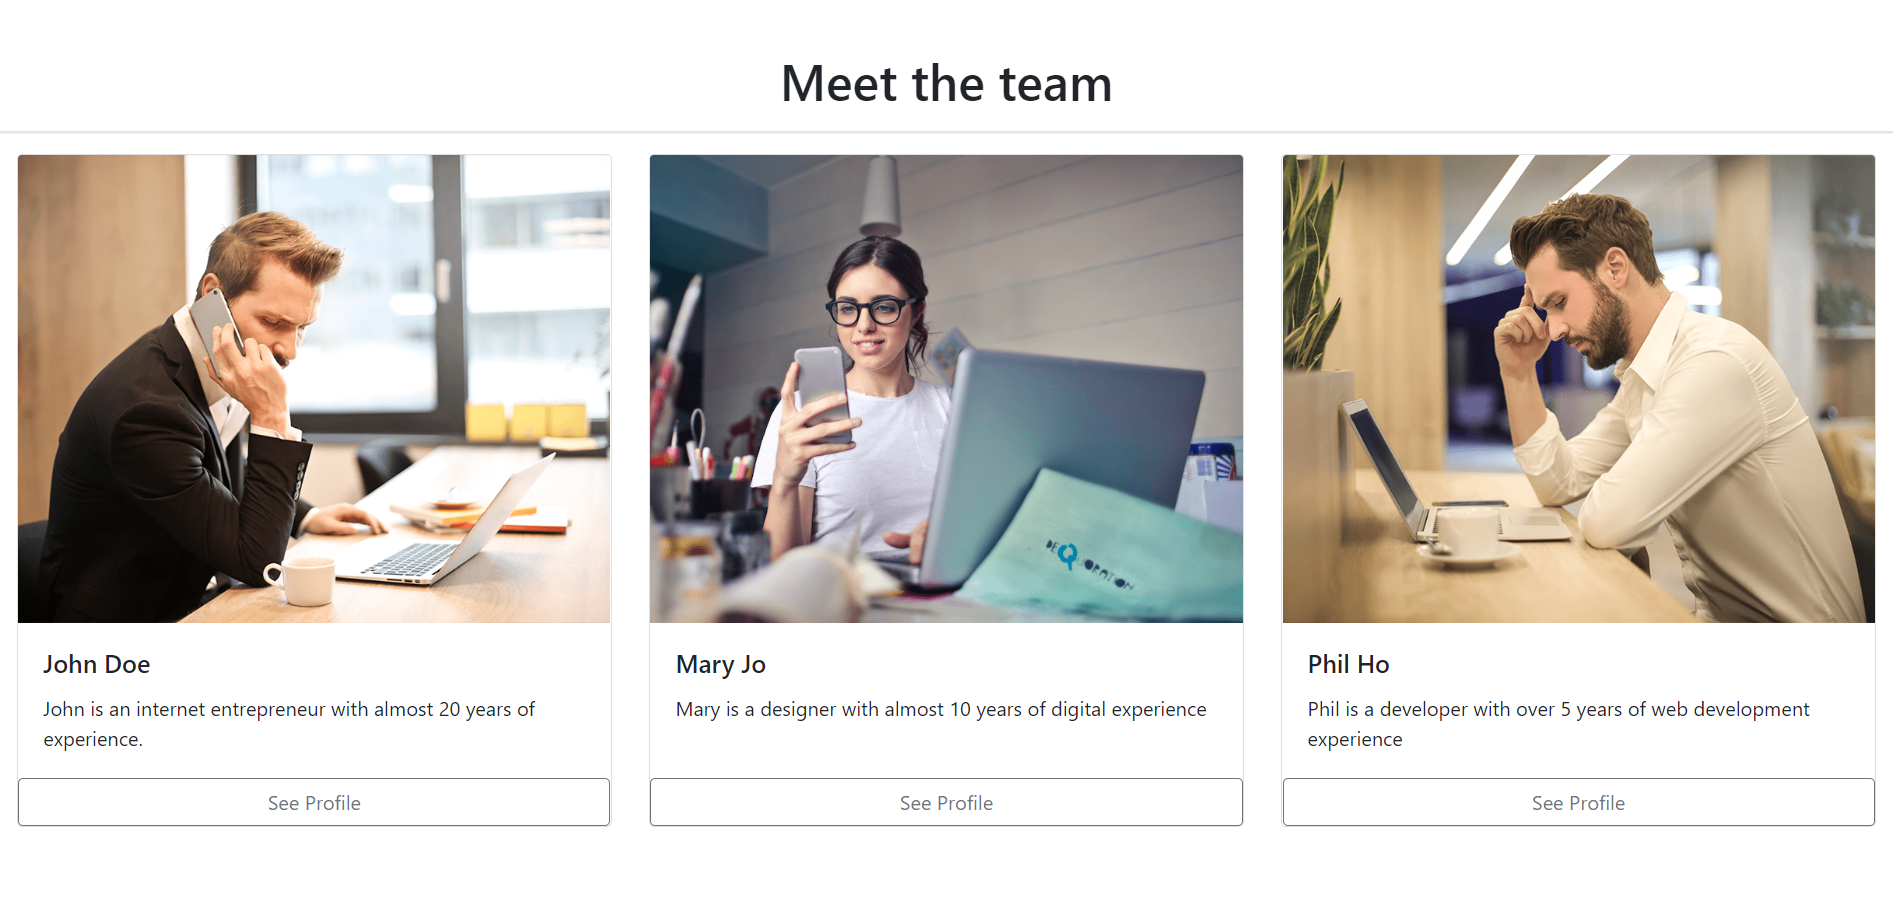 Meet the team
DEQUORATION
John Doe
John is an internet entrepreneur with almost 20 years of
experience.
See Profile
Mary Jo
Mary is a designer with almost 10 years of digital experience
See Profile
Phil Ho
Phil is a developer with over 5 years of web development
experience
See Profile